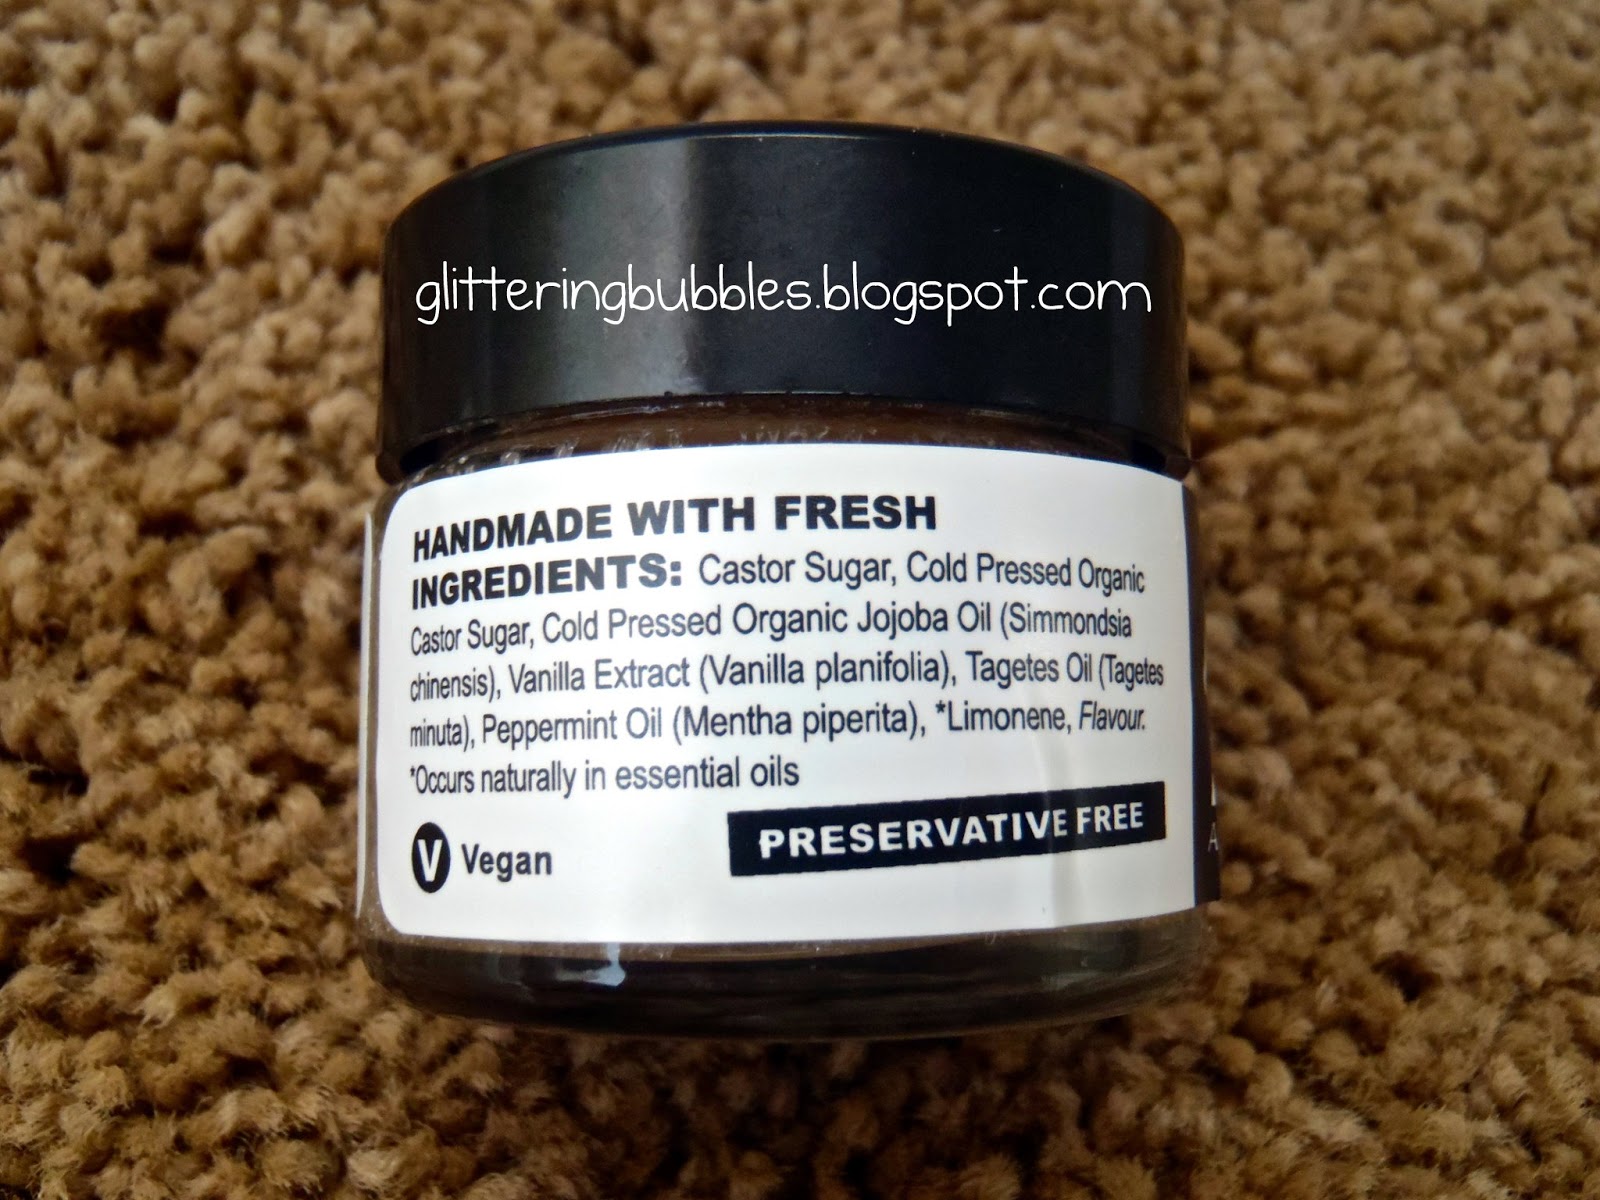 glitteringbubbles.blogspot.com
HANDMADE WITH FRESH
INGREDIENTS: Castor Sugar, Cold Pressed Organic
Castor Sugar, Cold Pressed Organic Jojoba Oil (Simmondsia
chinensis), Vanilla Extract (Vanilla planifolia), Tagetes Oil (Tagetes
minuta), Peppermint Oil (Mentha piperita), *Limonene, Flavour.
*Occurs naturally in essential oils
V Vegan
PRESERVATIVE FREE